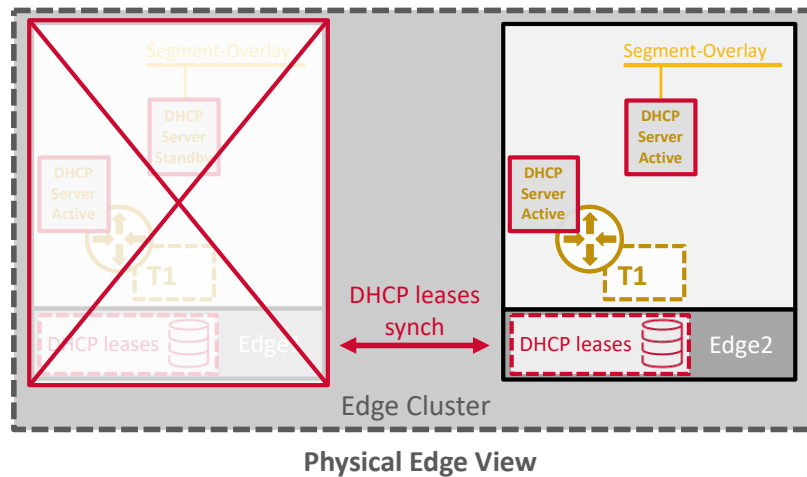 Segment-Overlay
DHCP
Server
Standby
DHCP
Server
Active
T1
DHCP leases
Edge
DHCP leases
synch
Segment-Overlay
DHCP
Server
Active
DHCP
Server
Active
T1
DHCP leases
Edge2
Edge Cluster
Physical Edge View